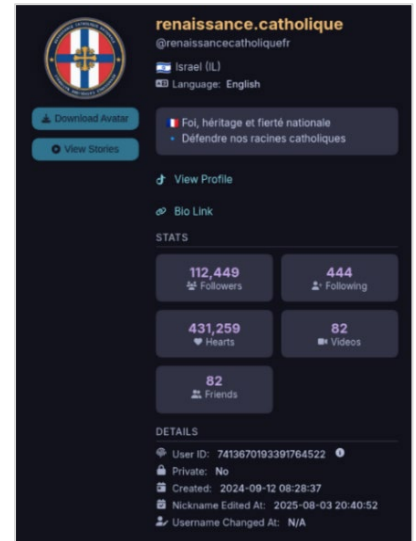 renaissance.catholique
@renaissancecatholiquefr
Israel (IL)
Language: English
Download Avatar
View Stories
Foi, héritage et fierté nationale
Défendre nos racines catholiques
View Profile
Bio Link
STATS
112,449
Followers
444
Following
431,259
Hearts
82
Videos
82
Friends
DETAILS
User ID: 7413670193391764522
Private: No
Created: 2024-09-12 08:28:37
Nickname Edited At: 2025-08-03 20:40:52
Username Changed At: N/A